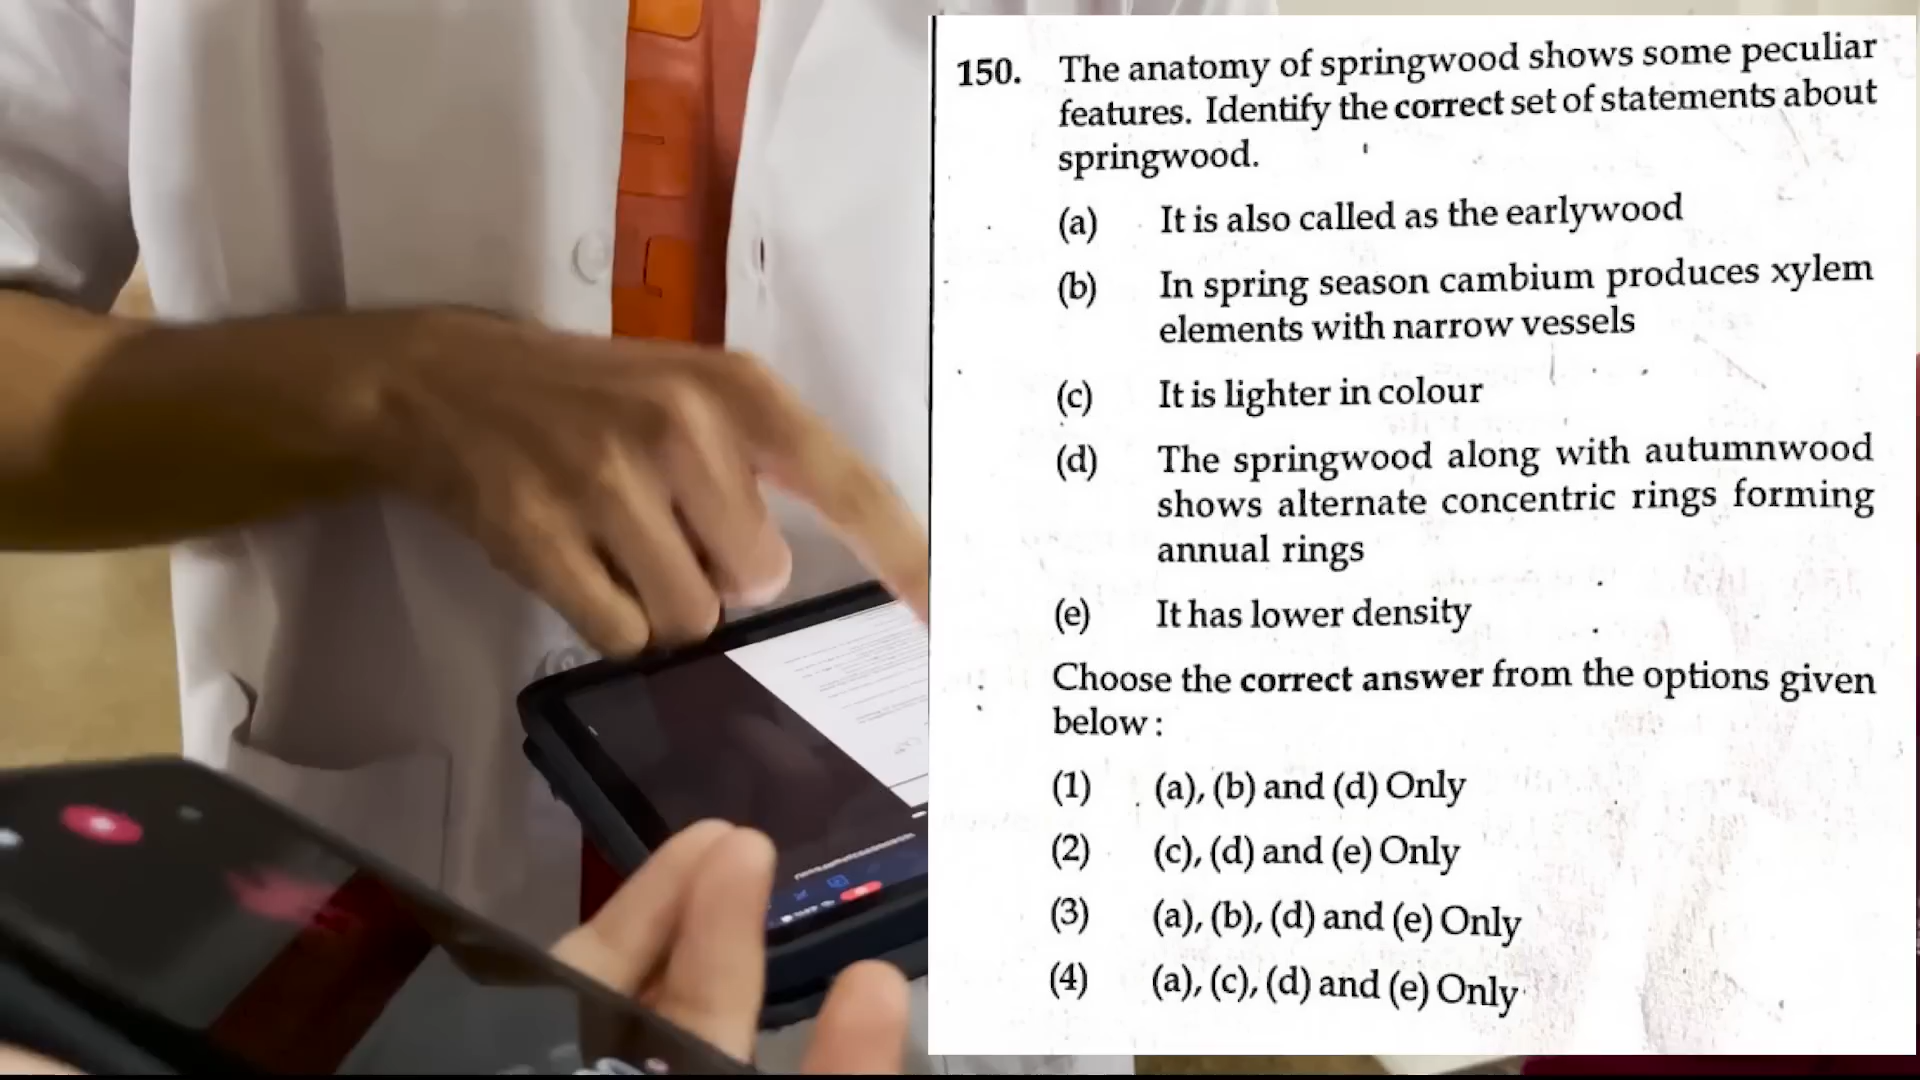 150. The anatomy of springwood shows some peculiar
features. Identify the correct set of statements about
springwood.
(a) It is also called as the earlywood
(b) In spring season cambium produces xylem
elements with narrow vessels
(c) It is lighter in colour
(d) The springwood along with autumnwood
shows alternate concentric rings forming
annual rings
(e) It has lower density
Choose the correct answer from the options given
below :
(1) (a), (b) and (d) Only
(2) (c), (d) and (e) Only
(3) (a), (b), (d) and (e) Only
(4) (a), (c), (d) and (e) Only